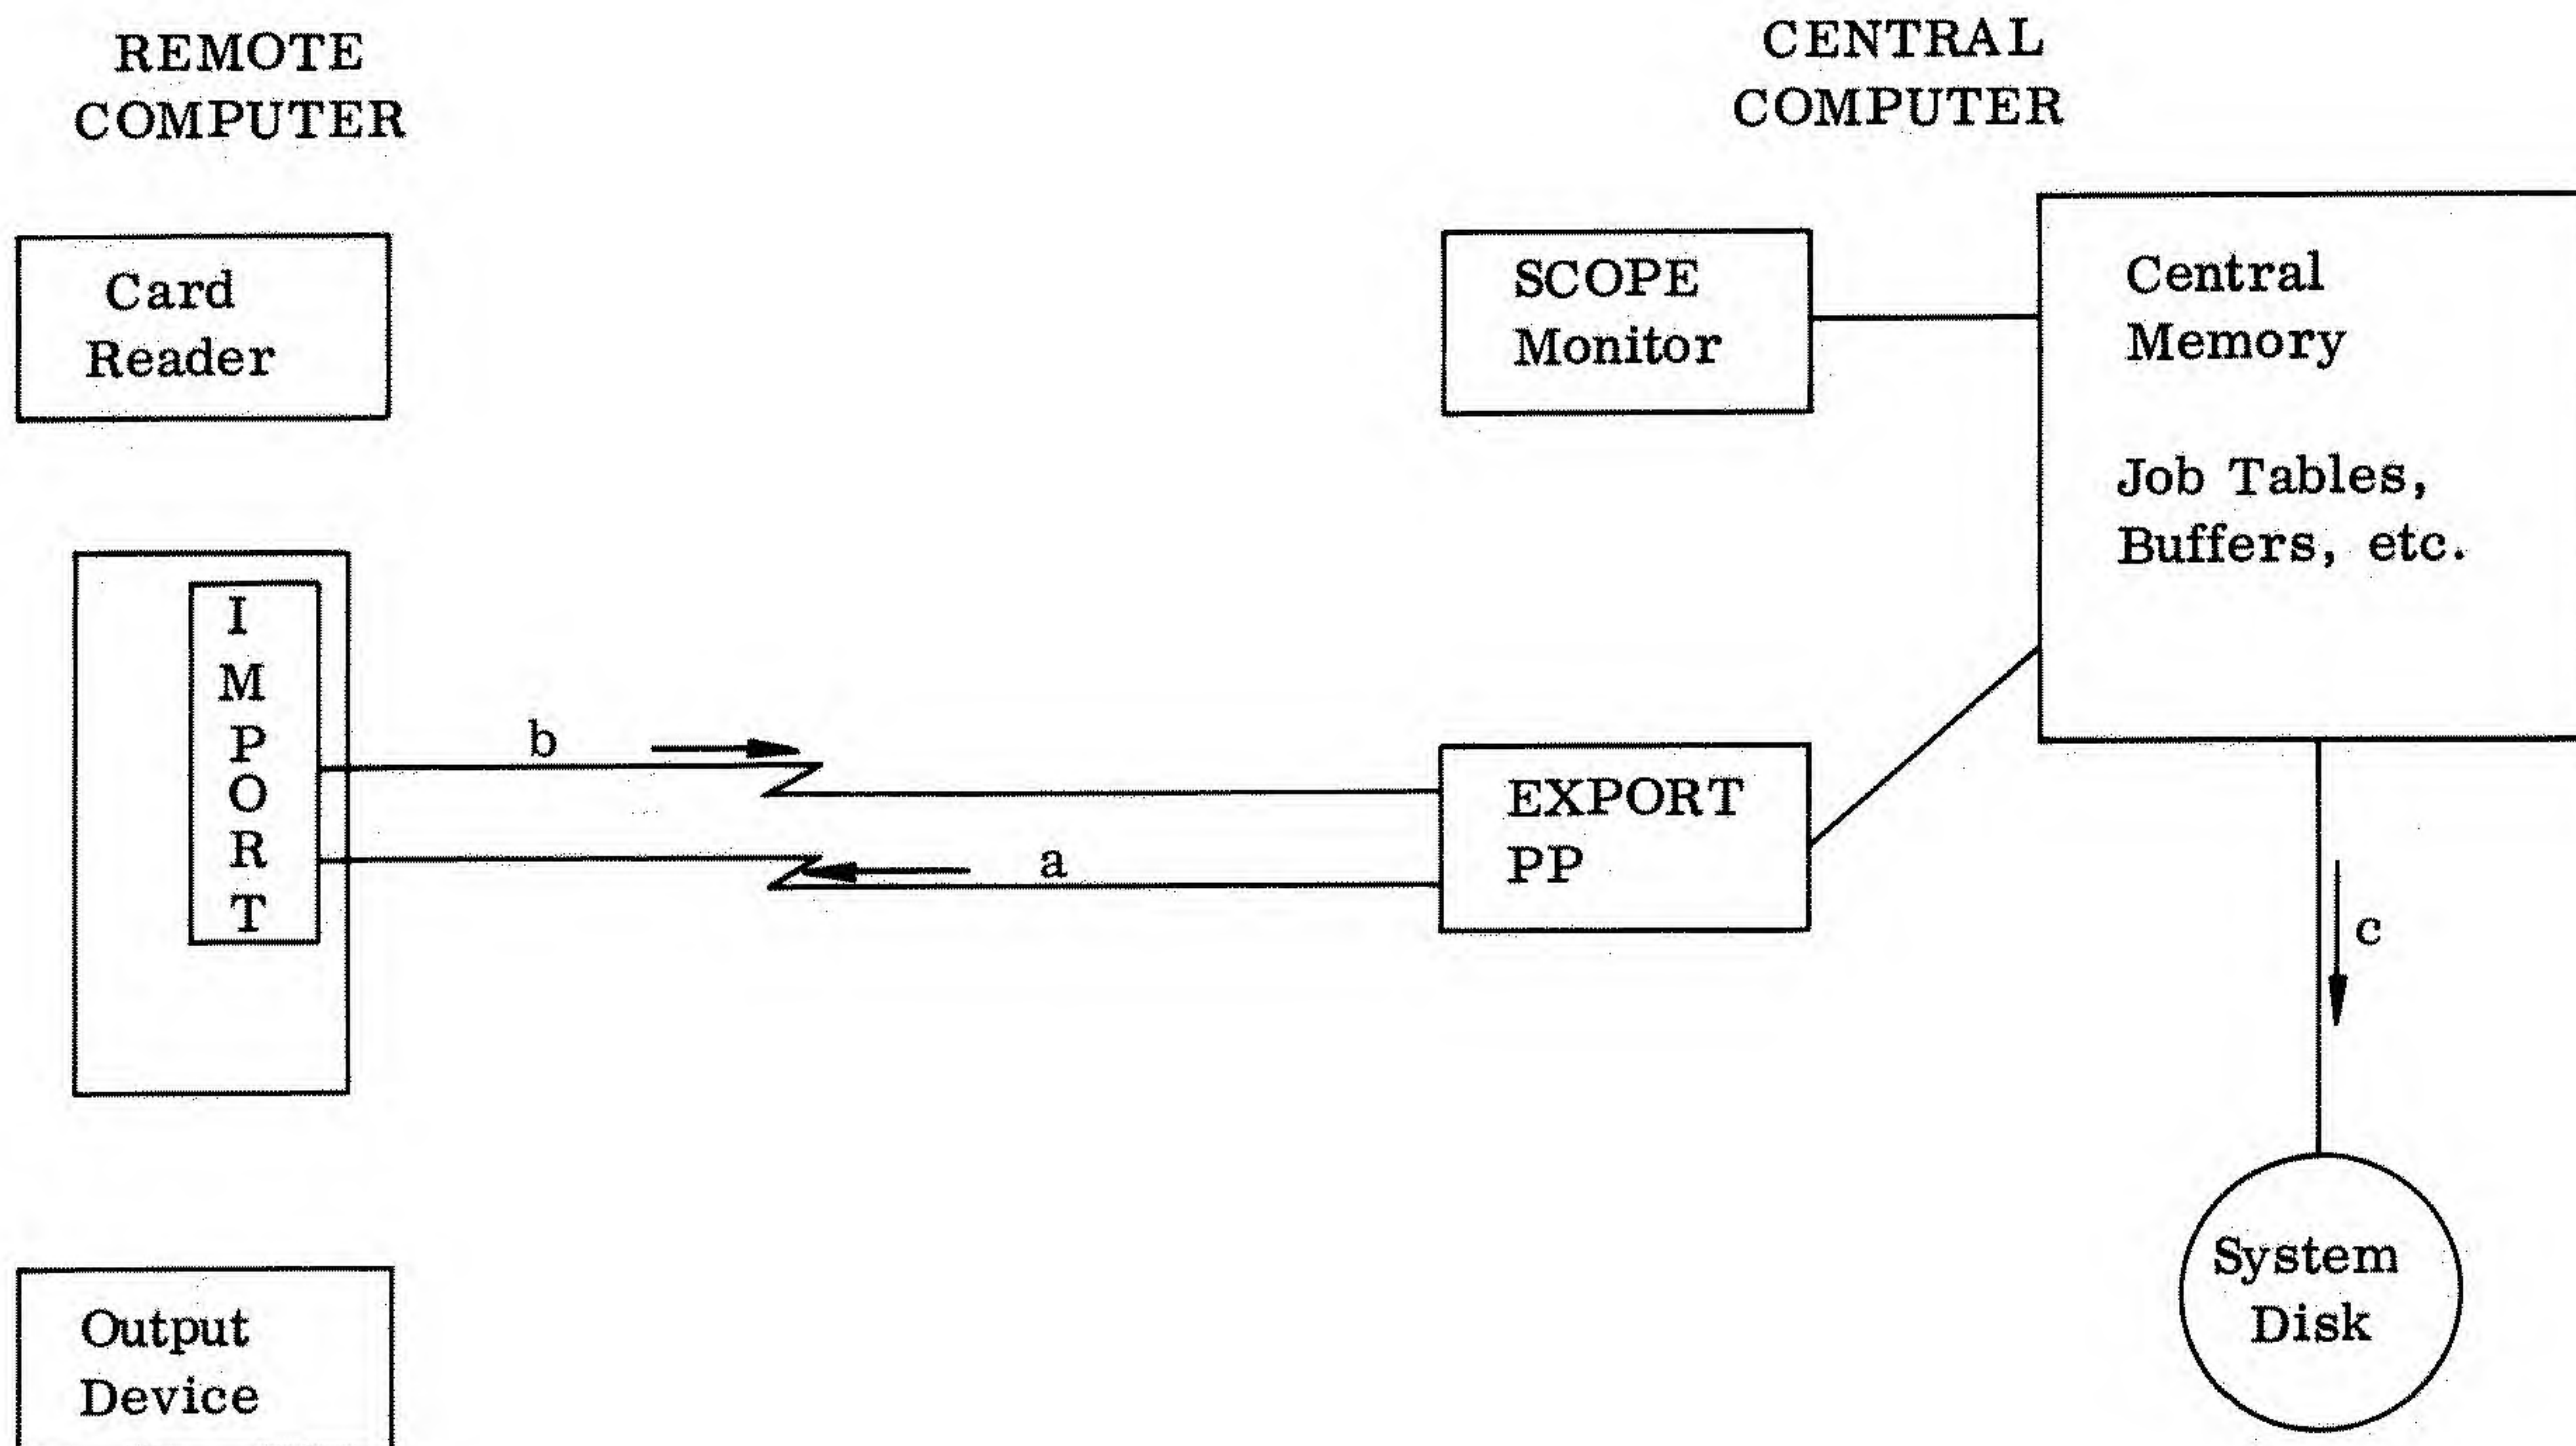 REMOTE
COMPUTER
CENTRAL
COMPUTER
Card
Reader
SCOPE
Monitor
Central
Memory
Job Tables,
Buffers, etc.
I
M
P
O
R
T
b
a
EXPORT
PP
c
System
Disk
Output
Device